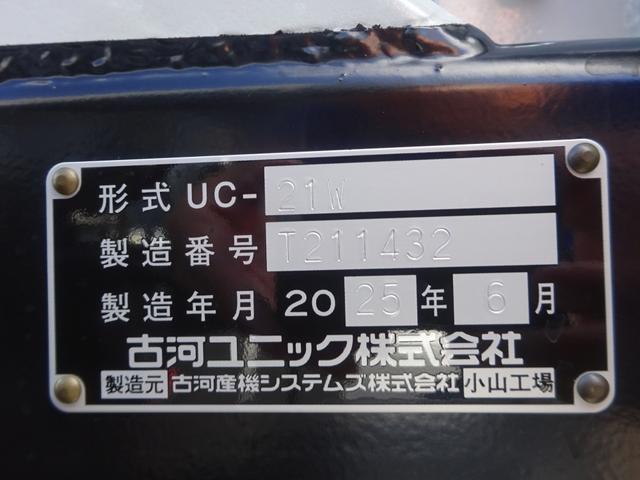 形式 UC-21W
製造番号 T211432
製造年月 2025年6月
古河ユニック株式会社
製造元 古河産機システムズ株式会社 小山工場